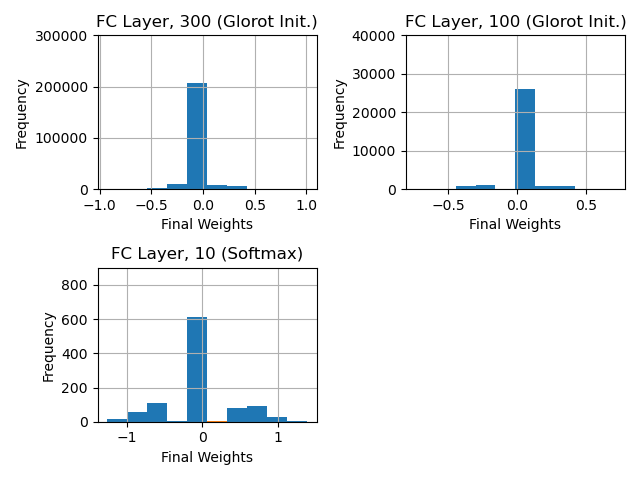 FC Layer, 300 (Glorot Init.)
300000
200000
100000
0
Frequency
−1.0 −0.5 0.0 0.5 1.0
Final Weights
FC Layer, 100 (Glorot Init.)
40000
30000
20000
10000
0
Frequency
−0.5 0.0 0.5
Final Weights
FC Layer, 10 (Softmax)
800
600
400
200
0
Frequency
−1 0 1
Final Weights